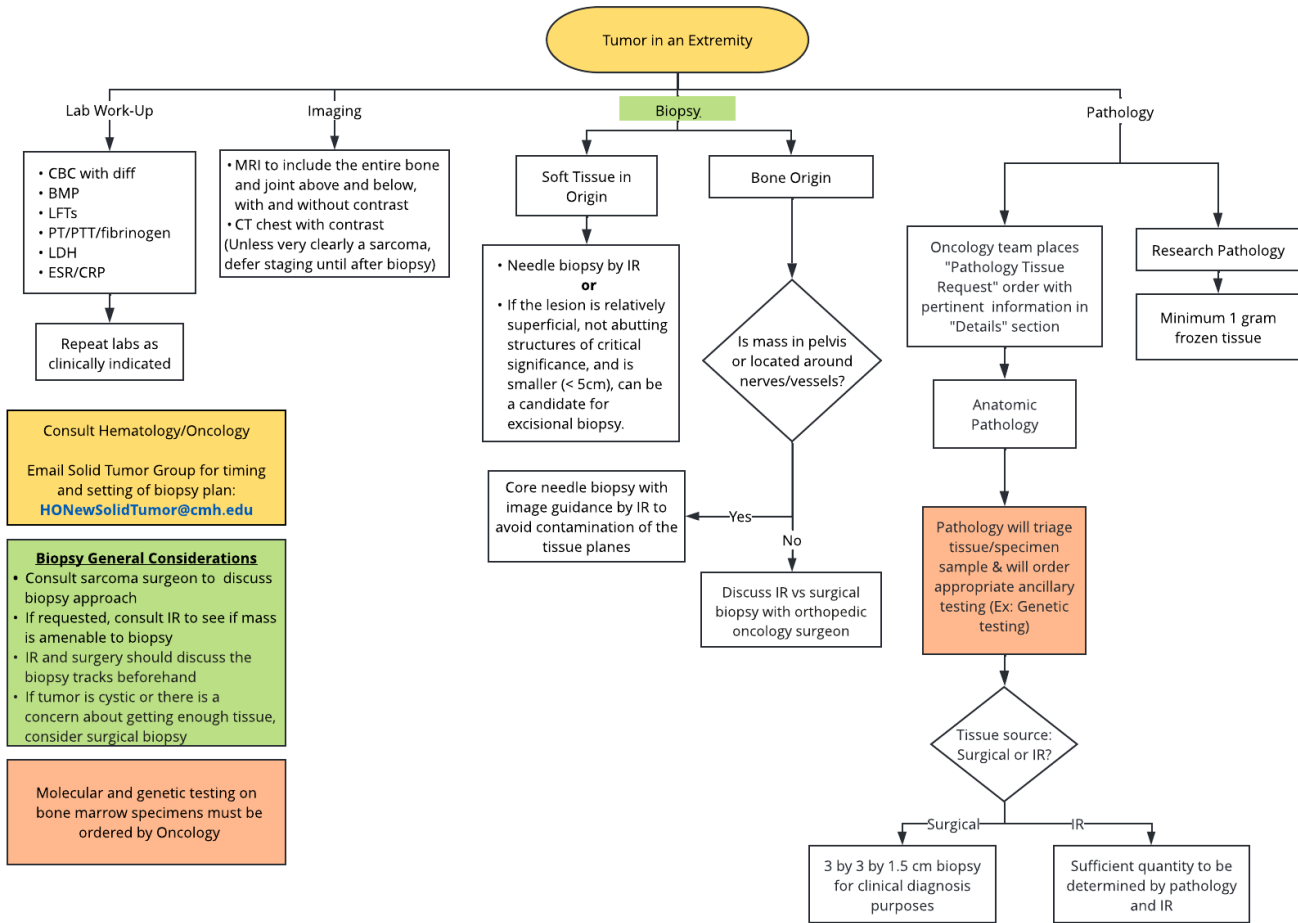 Tumor in an Extremity
Lab Work-Up
Imaging
Biopsy
Pathology
• CBC with diff
• BMP
• LFTs
• PT/PTT/fibrinogen
• LDH
• ESR/CRP
Repeat labs as
clinically indicated
• MRI to include the entire bone
and joint above and below,
with and without contrast
• CT chest with contrast
(Unless very clearly a sarcoma,
defer staging until after biopsy)
Soft Tissue in
Origin
• Needle biopsy by IR
or
• If the lesion is relatively
superficial, not abutting
structures of critical
significance, and is
smaller (< 5cm), can be
a candidate for
excisional biopsy.
Bone Origin
Is mass in pelvis
or located around
nerves/vessels?
Yes
Core needle biopsy with
image guidance by IR to
avoid contamination of the
tissue planes
No
Discuss IR vs surgical
biopsy with orthopedic
oncology surgeon
Oncology team places
"Pathology Tissue
Request" order with
pertinent information in
"Details" section
Anatomic
Pathology
Pathology will triage
tissue/specimen
sample & will order
appropriate ancillary
testing (Ex: Genetic
testing)
Tissue source:
Surgical or IR?
Surgical
IR
3 by 3 by 1.5 cm biopsy
for clinical diagnosis
purposes
Sufficient quantity to be
determined by pathology
and IR
Research Pathology
Minimum 1 gram
frozen tissue
Consult Hematology/Oncology
Email Solid Tumor Group for timing
and setting of biopsy plan:
HONewSolidTumor@cmh.edu
Biopsy General Considerations
• Consult sarcoma surgeon to discuss
biopsy approach
• If requested, consult IR to see if mass
is amenable to biopsy
• IR and surgery should discuss the
biopsy tracks beforehand
• If tumor is cystic or there is a
concern about getting enough tissue,
consider surgical biopsy
Molecular and genetic testing on
bone marrow specimens must be
ordered by Oncology